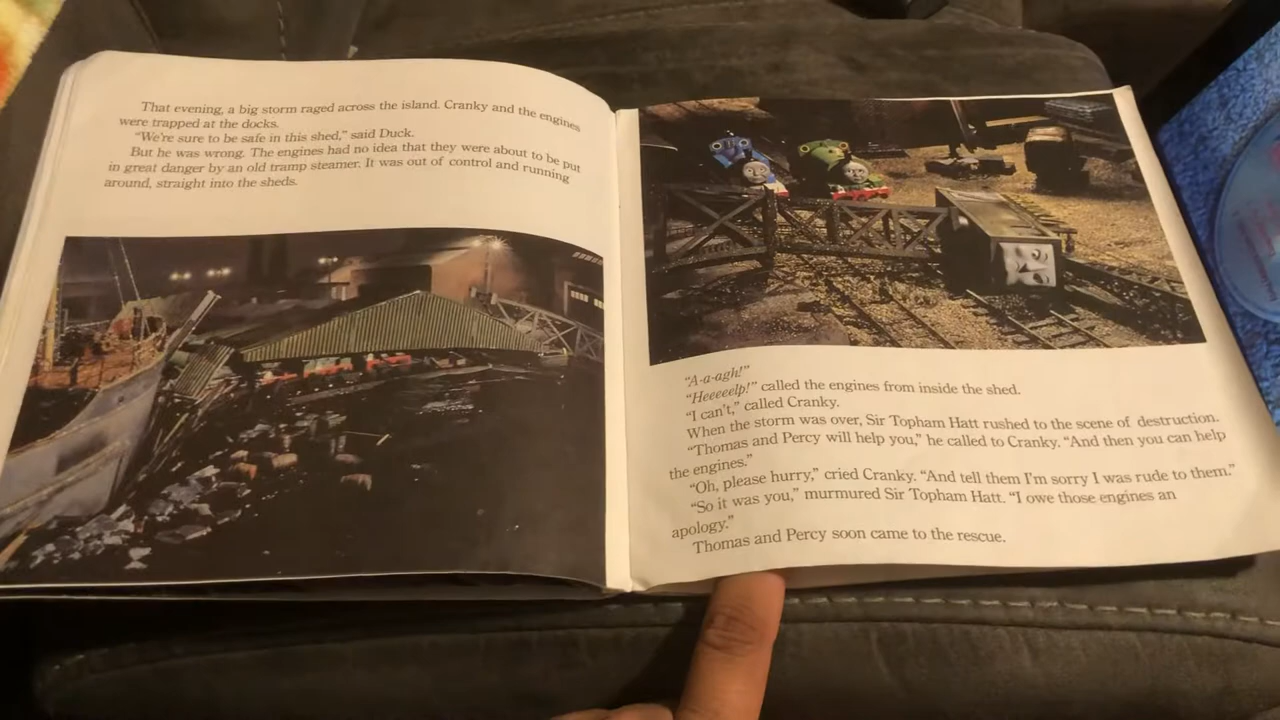 That evening, a big storm raged across the island. Cranky and the engines
were trapped at the docks.
"We're sure to be safe in this shed," said Duck.
But he was wrong. The engines had no idea that they were about to be put
in great danger by an old tramp steamer. It was out of control and running
around, straight into the sheds.
"A-a-agh!"
"Heeeeelp!" called the engines from inside the shed.
"I can't," called Cranky.
When the storm was over, Sir Topham Hatt rushed to the scene of destruction.
"Thomas and Percy will help you," he called to Cranky. "And then you can help
the engines."
"Oh, please hurry," cried Cranky. "And tell them I'm sorry I was rude to them."
"So it was you," murmured Sir Topham Hatt. "I owe those engines an
apology."
Thomas and Percy soon came to the rescue.